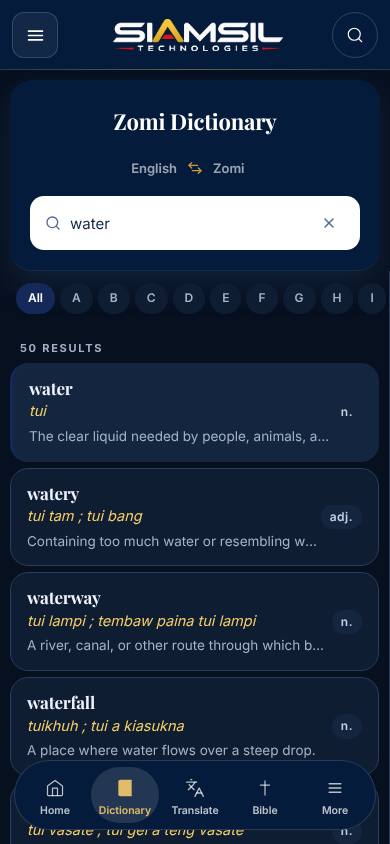 SIAMSIL
TECHNOLOGIES
Zomi Dictionary
English Zomi
water
All A B C D E F G H I
50 RESULTS
water
tui
n.
The clear liquid needed by people, animals, a...
watery
tui tam ; tui bang
adj.
Containing too much water or resembling w...
waterway
tui lampi ; tembaw paina tui lampi
n.
A river, canal, or other route through which b...
waterfall
tuikhuh ; tui a kiasukna
n.
A place where water flows over a steep drop.
Home Dictionary Translate Bible More
n.